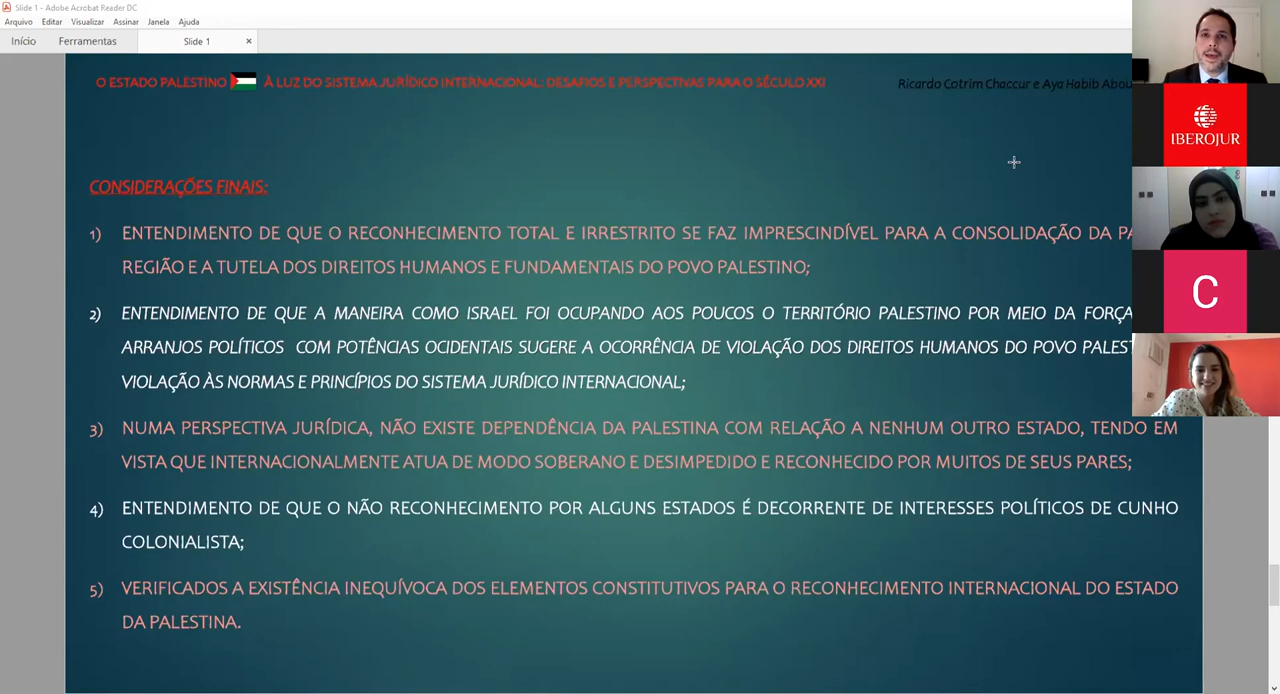 Slide 1 - Adobe Acrobat Reader DC
Arquivo Editar Visualizar Assinar Janela Ajuda
Início Ferramentas Slide 1 ×
O ESTADO PALESTINO À LUZ DO SISTEMA JURÍDICO INTERNACIONAL: DESAFIOS E PERSPECTIVAS PARA O SÉCULO XXI
Ricardo Cotrim Chaccur e Aya Habib
CONSIDERAÇÕES FINAIS:
1) ENTENDIMENTO DE QUE O RECONHECIMENTO TOTAL E IRRESTRITO SE FAZ IMPRESCINDÍVEL PARA A CONSOLIDAÇÃO DA
REGIÃO E A TUTELA DOS DIREITOS HUMANOS E FUNDAMENTAIS DO POVO PALESTINO;
2) ENTENDIMENTO DE QUE A MANEIRA COMO ISRAEL FOI OCUPANDO AOS POUCOS O TERRITÓRIO PALESTINO POR MEIO DA FORÇA
ARRANJOS POLÍTICOS COM POTÊNCIAS OCIDENTAIS SUGERE A OCORRÊNCIA DE VIOLAÇÃO DOS DIREITOS HUMANOS DO POVO
VIOLAÇÃO ÀS NORMAS E PRINCÍPIOS DO SISTEMA JURÍDICO INTERNACIONAL;
3) NUMA PERSPECTIVA JURÍDICA, NÃO EXISTE DEPENDÊNCIA DA PALESTINA COM RELAÇÃO A NENHUM OUTRO ESTADO, TENDO EM
VISTA QUE INTERNACIONALMENTE ATUA DE MODO SOBERANO E DESIMPEDIDO E RECONHECIDO POR MUITOS DE SEUS PARES;
4) ENTENDIMENTO DE QUE O NÃO RECONHECIMENTO POR ALGUNS ESTADOS É DECORRENTE DE INTERESSES POLÍTICOS DE CUNHO
COLONIALISTA;
5) VERIFICADOS A EXISTÊNCIA INEQUÍVOCA DOS ELEMENTOS CONSTITUTIVOS PARA O RECONHECIMENTO INTERNACIONAL DO ESTADO
DA PALESTINA.
IBEROJUR
C